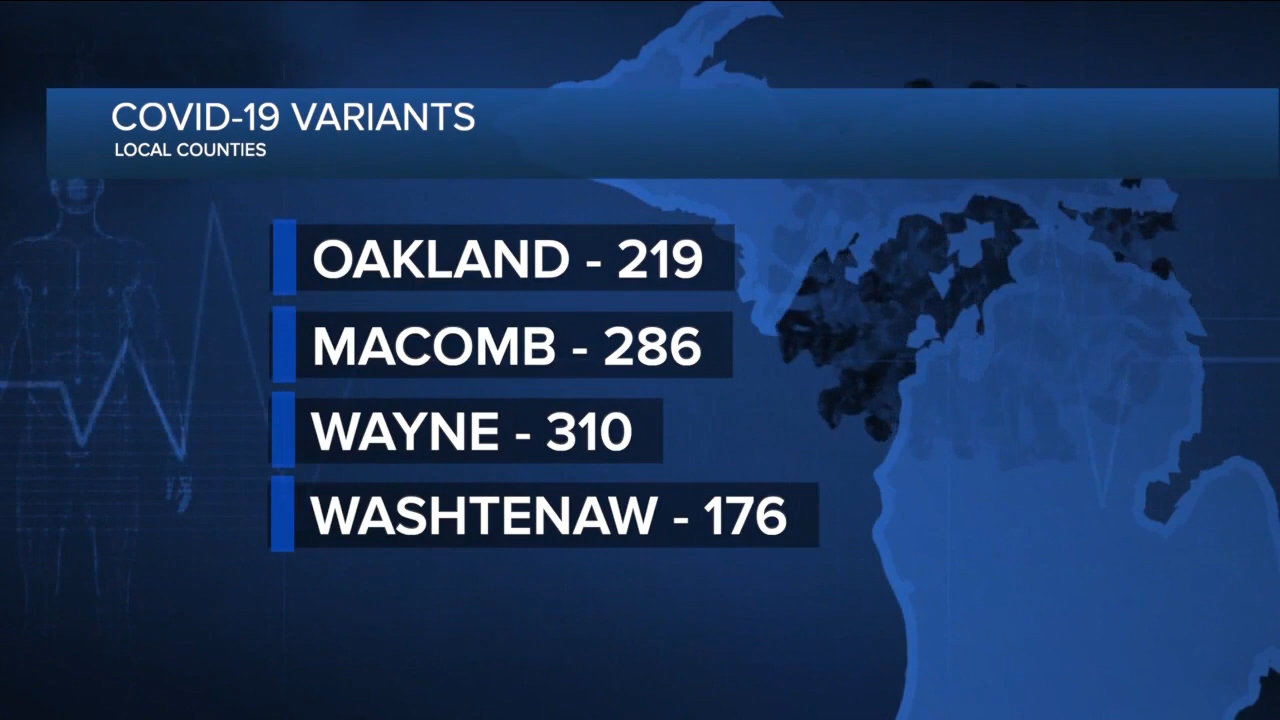 COVID-19 VARIANTS
LOCAL COUNTIES
OAKLAND - 219
MACOMB - 286
WAYNE - 310
WASHTENAW - 176